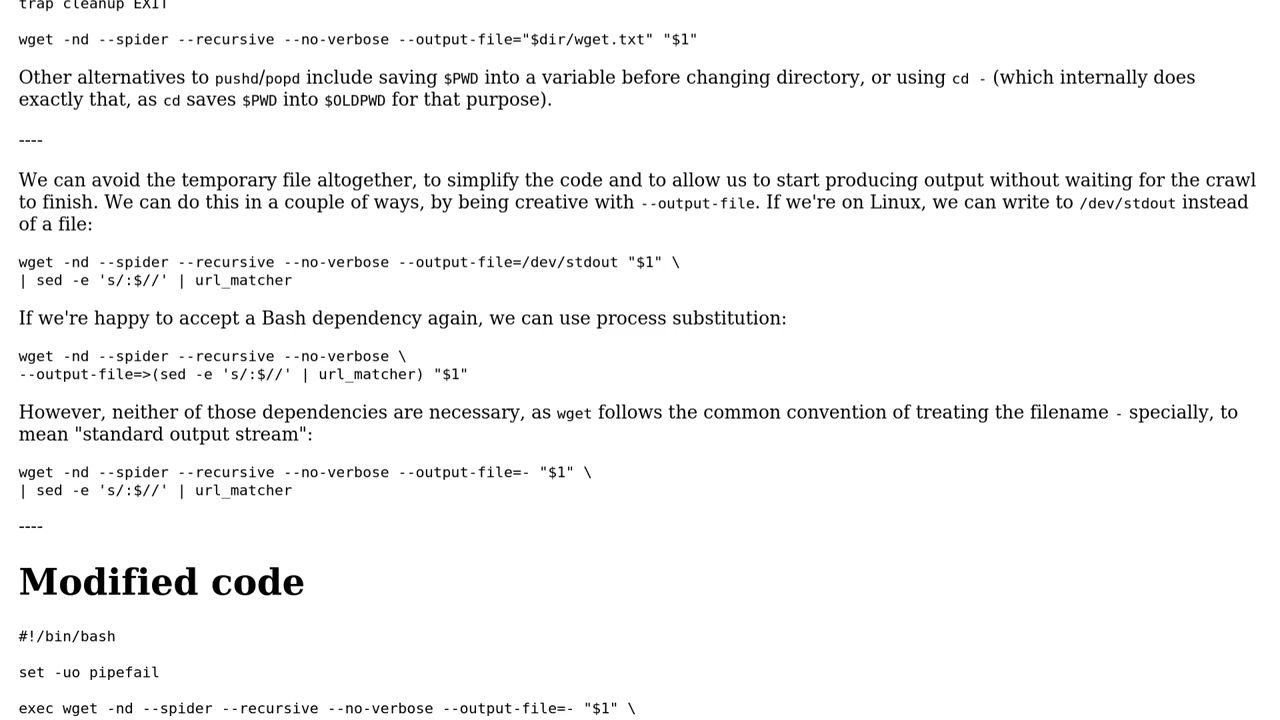 trap cleanup EXIT
wget -nd --spider --recursive --no-verbose --output-file="$dir/wget.txt" "$1"
Other alternatives to pushd/popd include saving $PWD into a variable before changing directory, or using cd - (which internally does
exactly that, as cd saves $PWD into $OLDPWD for that purpose).
----
We can avoid the temporary file altogether, to simplify the code and to allow us to start producing output without waiting for the crawl
to finish. We can do this in a couple of ways, by being creative with --output-file. If we're on Linux, we can write to /dev/stdout instead
of a file:
wget -nd --spider --recursive --no-verbose --output-file=/dev/stdout "$1" \
| sed -e 's/:$//' | url_matcher
If we're happy to accept a Bash dependency again, we can use process substitution:
wget -nd --spider --recursive --no-verbose \
--output-file=>(sed -e 's/:$//' | url_matcher) "$1"
However, neither of those dependencies are necessary, as wget follows the common convention of treating the filename - specially, to
mean "standard output stream":
wget -nd --spider --recursive --no-verbose --output-file=- "$1" \
| sed -e 's/:$//' | url_matcher
----
Modified code
#!/bin/bash
set -uo pipefail
exec wget -nd --spider --recursive --no-verbose --output-file=- "$1" \